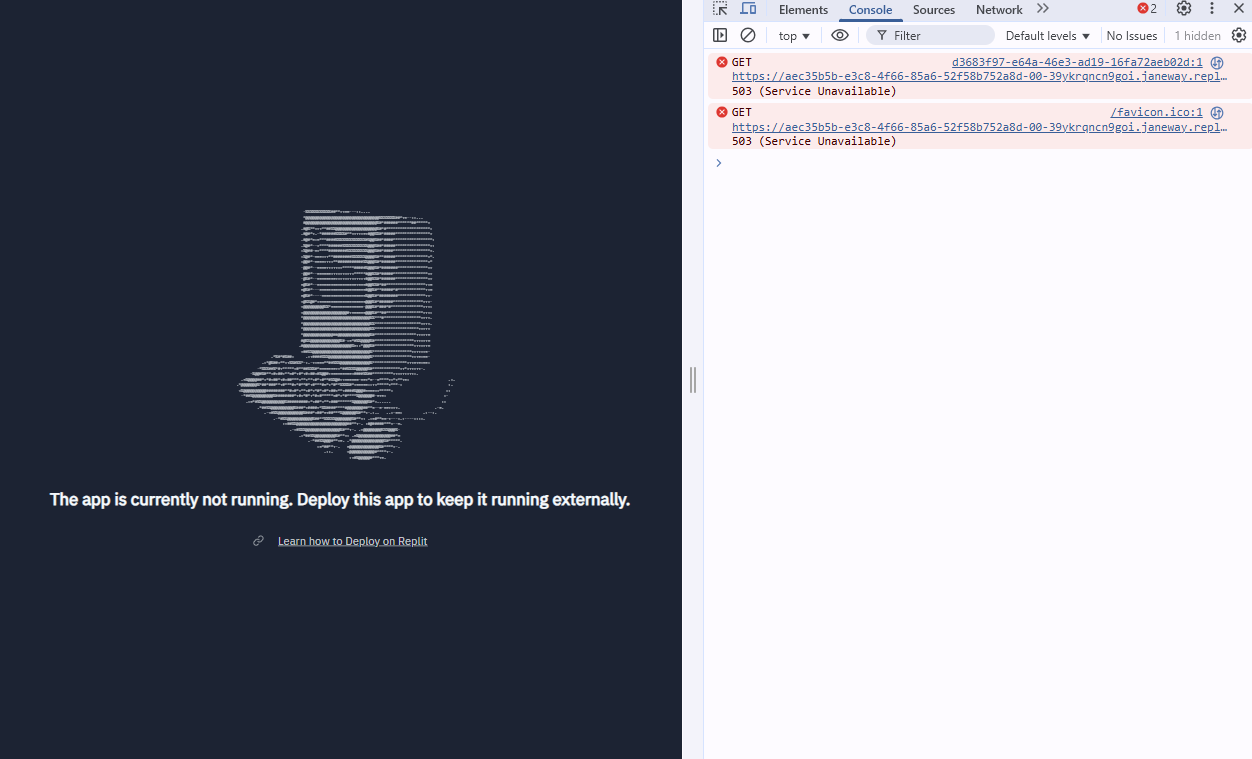 The app is currently not running. Deploy this app to keep it running externally.
Learn how to Deploy on Replit
Elements Console Sources Network 2
top Filter Default levels No Issues 1 hidden
GET d3683f97-e64a-46e3-ad19-16fa72aeb02d:1
https://aec35b5b-e3c8-4f66-85a6-52f58b752a8d-00-39ykrqncn9goi.janeway.repl…
503 (Service Unavailable)
GET /favicon.ico:1
https://aec35b5b-e3c8-4f66-85a6-52f58b752a8d-00-39ykrqncn9goi.janeway.repl…
503 (Service Unavailable)